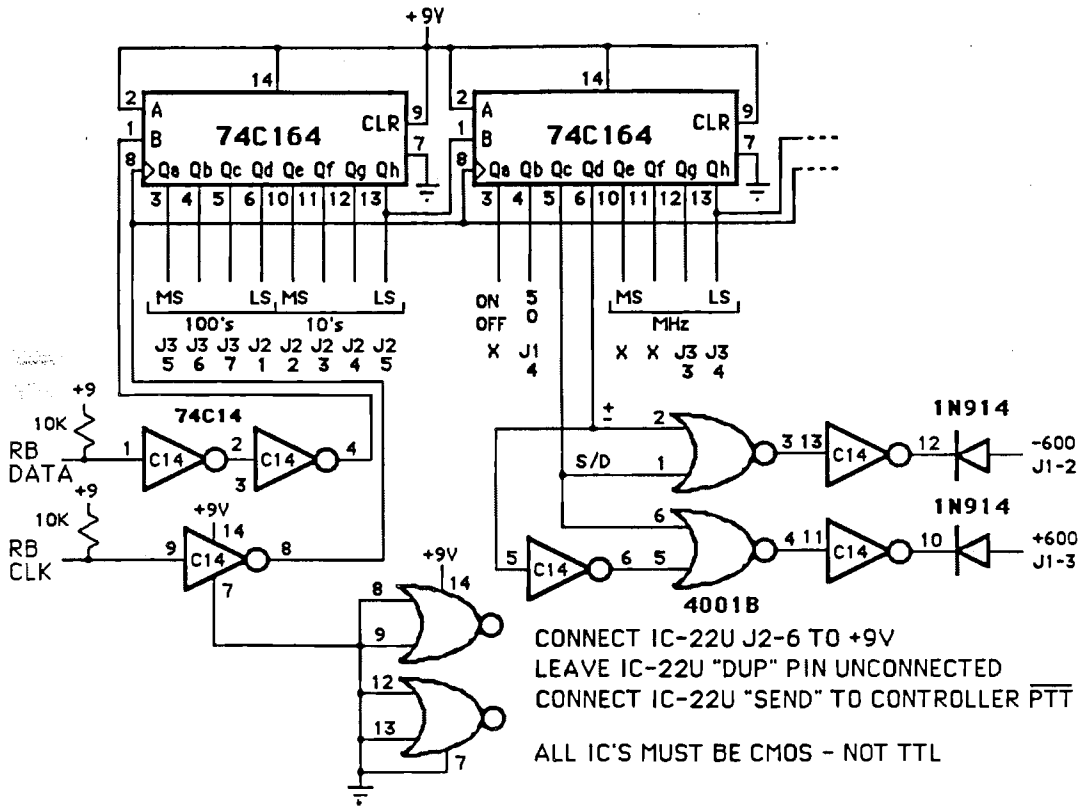 +9V
14 14
2 A CLR 9 2 A CLR 9
1 B 74C164 7 1 B 74C164 7
8 Qa Qb Qc Qd Qe Qf Qg Qh 8 Qa Qb Qc Qd Qe Qf Qg Qh
3 4 5 6 10 11 12 13 3 4 5 6 10 11 12 13
MS LS MS LS ON 5 MS LS
100's 10's OFF 0 MHz
J3 J3 J3 J2 J2 J2 J2 J2 X J1 X X J3 J3
5 6 7 1 2 3 4 5 4 3 4
+9
10K 74C14
RB DATA 1 C14 2 3 C14 4
+9
10K
RB CLK 9 C14 8
+9V 14
7
± 2
S/D 1
3 13 C14 12 1N914 -600 J1-2
6
5 C14 6 5
4 11 C14 10 1N914 +600 J1-3
4001B
+9V
8 14
9
12
13
7
CONNECT IC-22U J2-6 TO +9V
LEAVE IC-22U "DUP" PIN UNCONNECTED
CONNECT IC-22U "SEND" TO CONTROLLER PTT
ALL IC'S MUST BE CMOS - NOT TTL